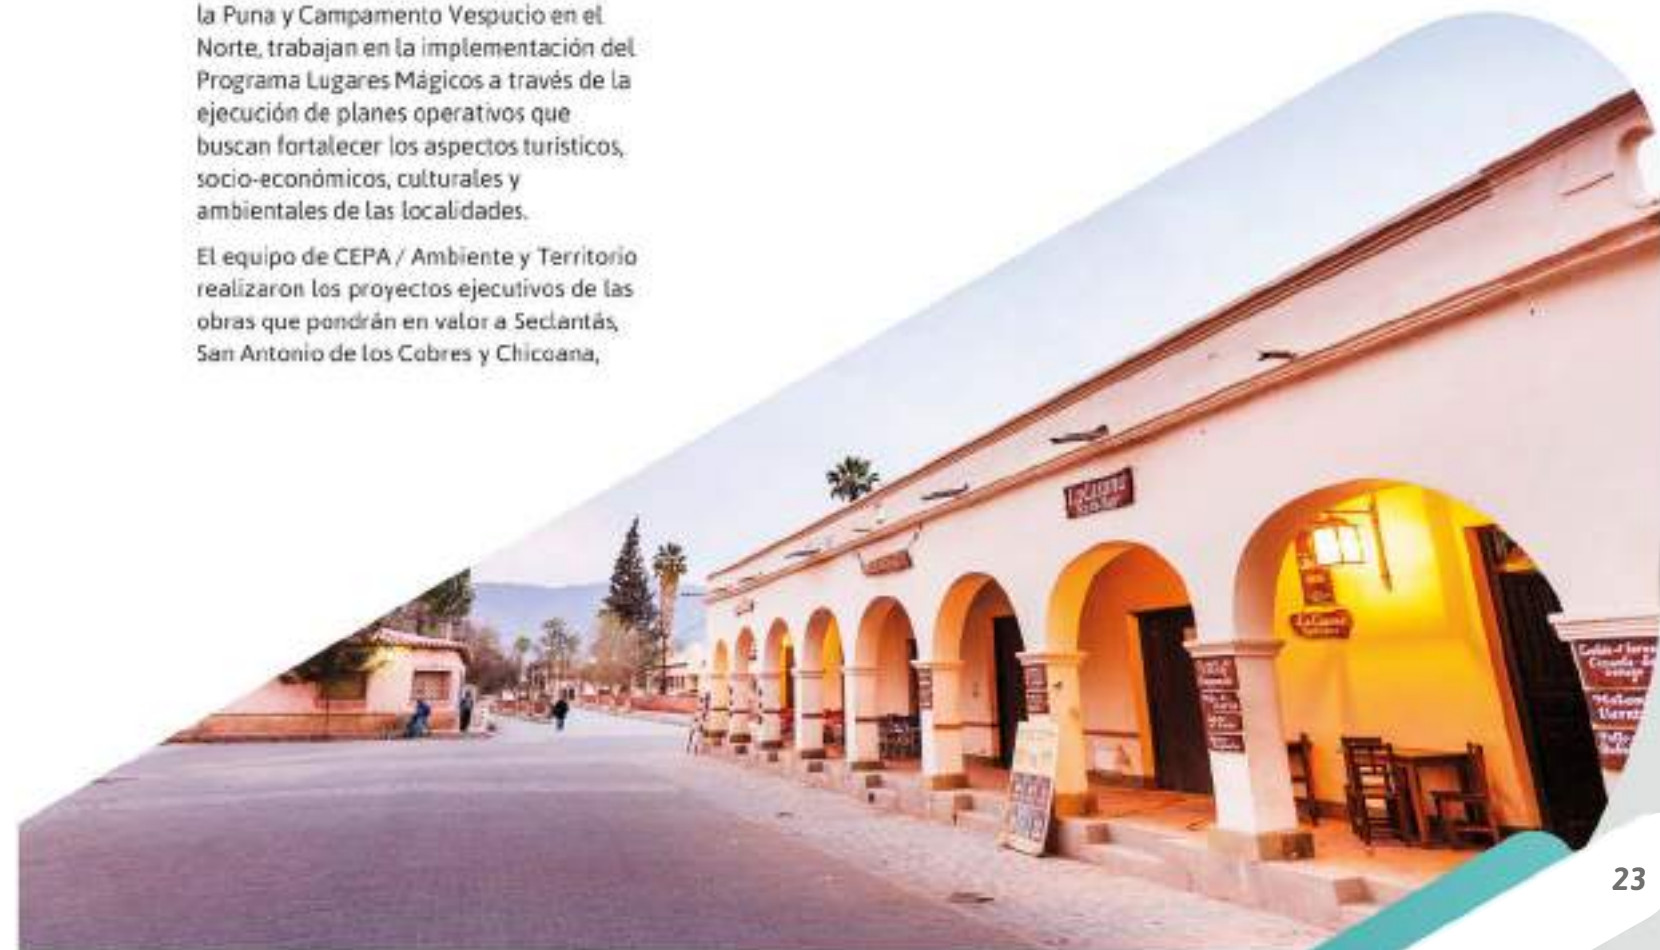 la Puna y Campamento Vespucio en el
Norte, trabajan en la implementación del
Programa Lugares Mágicos a través de la
ejecución de planes operativos que
buscan fortalecer los aspectos turísticos,
socio-económicos, culturales y
ambientales de las localidades.
El equipo de CEPA / Ambiente y Territorio
realizaron los proyectos ejecutivos de las
obras que pondrán en valor a Seclantás,
San Antonio de los Cobres y Chicoana,
23